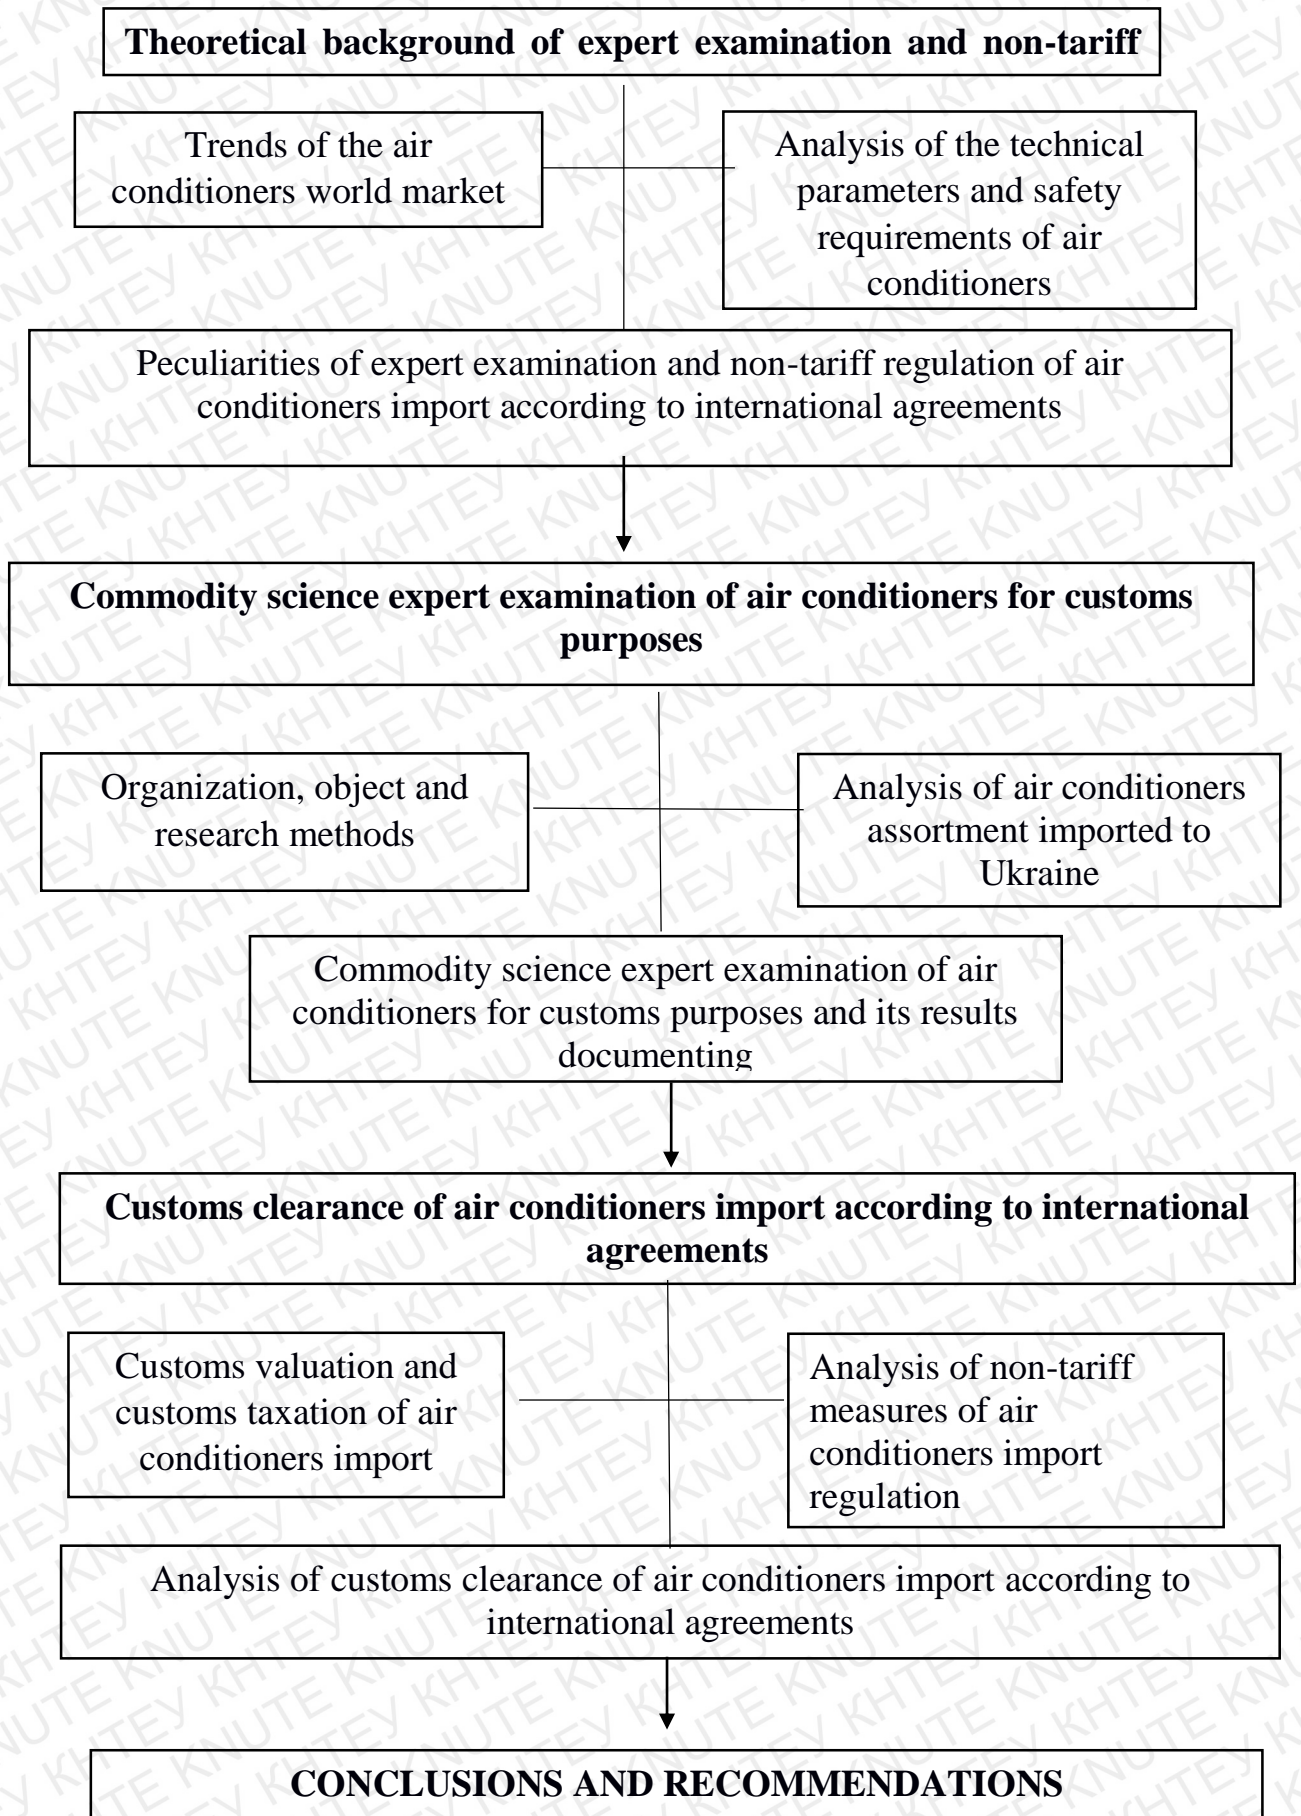 Theoretical background of expert examination and non-tariff
Trends of the air
conditioners world market
Analysis of the technical
parameters and safety
requirements of air
conditioners
Peculiarities of expert examination and non-tariff regulation of air
conditioners import according to international agreements
Commodity science expert examination of air conditioners for customs
purposes
Organization, object and
research methods
Analysis of air conditioners
assortment imported to
Ukraine
Commodity science expert examination of air
conditioners for customs purposes and its results
documenting
Customs clearance of air conditioners import according to international
agreements
Customs valuation and
customs taxation of air
conditioners import
Analysis of non-tariff
measures of air
conditioners import
regulation
Analysis of customs clearance of air conditioners import according to
international agreements
CONCLUSIONS AND RECOMMENDATIONS